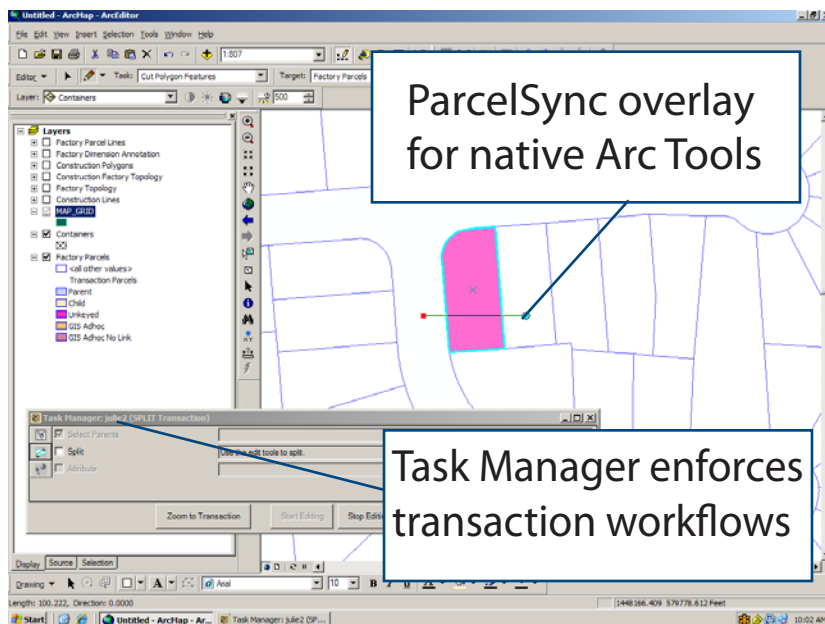 Untitled - ArcMap - ArcEditor
File Edit View Insert Selection Tools Window Help
1:807
Editor Task: Cut Polygon Features Target: Factory Parcels
Layer: Containers 500
ParcelSync overlay
for native Arc Tools
Layers
Factory Parcel Lines
Factory Dimension Annotation
Construction Polygons
Construction Factory Topology
Factory Topology
Construction Lines
MAP_GRID
Containers
Factory Parcels
<all other values>
Transaction Parcels
Parent
Child
Unkeyed
GIS Adhoc
GIS Adhoc No Link
XY
Task Manager: julie2 (SPLIT Transaction)
Select Parents
Split Use the edit tools to split.
Attribute
Zoom to Transaction Start Editing Stop
Task Manager enforces
transaction workflows
Display Source Selection
Drawing A Arial 10 B
Length: 100.222, Direction: 0.0000 1448166.409 579778.612 Feet
Start Untitled - ArcMap - Ar... Task Manager: julie2 (SP... 10:02 AM